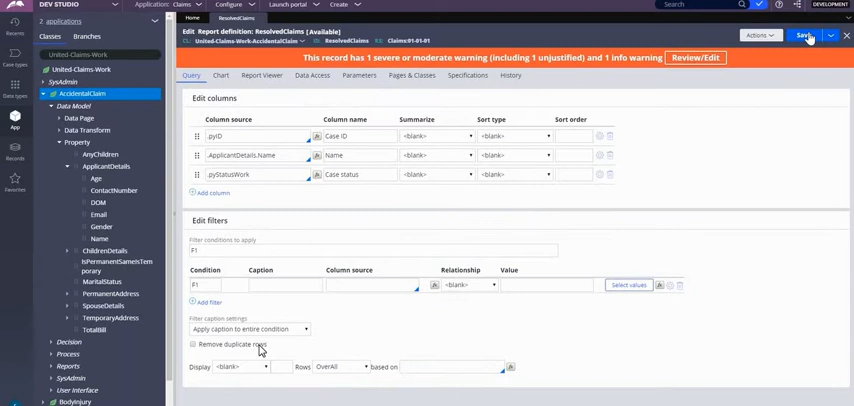 DEV STUDIO
Application: Claims
Configure
Launch portal
Create
Search
DEVELOPMENT
Recents
Case types
Data types
App
Records
Favorites
2 applications
Classes
Branches
United-Claims-Work
United-Claims-Work
SysAdmin
AccidentalClaim
Data Model
Data Page
Data Transform
Property
AnyChildren
ApplicantDetails
Age
ContactNumber
DOM
Email
Gender
Name
ChildrenDetails
IsPermanentSameIsTem
porary
MaritalStatus
PermanentAddress
SpouseDetails
TemporaryAddress
TotalBill
Decision
Process
Reports
SysAdmin
User Interface
BodyInjury
Home
ResolvedClaims
Edit Report definition: ResolvedClaims [Available]
CL: United-Claims-Work-AccidentalClaim
ID: ResolvedClaims
RS: Claims:01-01-01
Actions
Save
This record has 1 severe or moderate warning (including 1 unjustified) and 1 info warning
Review/Edit
Query
Chart
Report Viewer
Data Access
Parameters
Pages & Classes
Specifications
History
Edit columns
Column source
Column name
Summarize
Sort type
Sort order
.pyID
Case ID
<blank>
<blank>
.ApplicantDetails.Name
Name
<blank>
<blank>
.pyStatusWork
Case status
<blank>
<blank>
Add column
Edit filters
Filter conditions to apply
F1
Condition
Caption
Column source
Relationship
Value
F1
<blank>
Select values
Add filter
Filter caption settings
Apply caption to entire condition
Remove duplicate rows
Display
<blank>
Rows
OverAll
based on